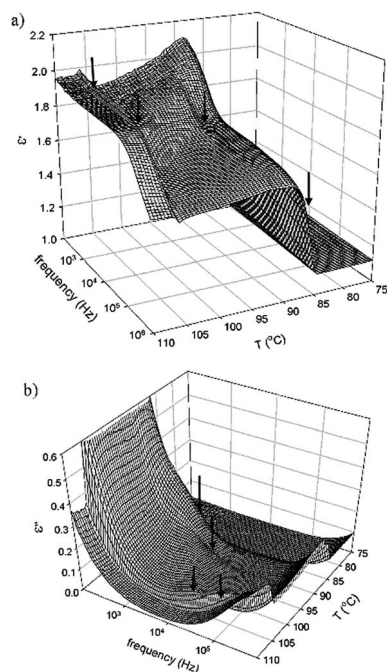 a)
2.2
2.0
1.8
1.6
1.4
1.2
1.0
ε'
10³
10⁴
10⁵
10⁶
frequency (Hz)
110 105 100 95 90 85 80 75
T (°C)
b)
0.6
0.5
0.4
0.3
0.2
0.1
0.0
ε''
10³ 10⁴ 10⁵
frequency (Hz)
75
80
85
90
95
100
105
110
T (°C)